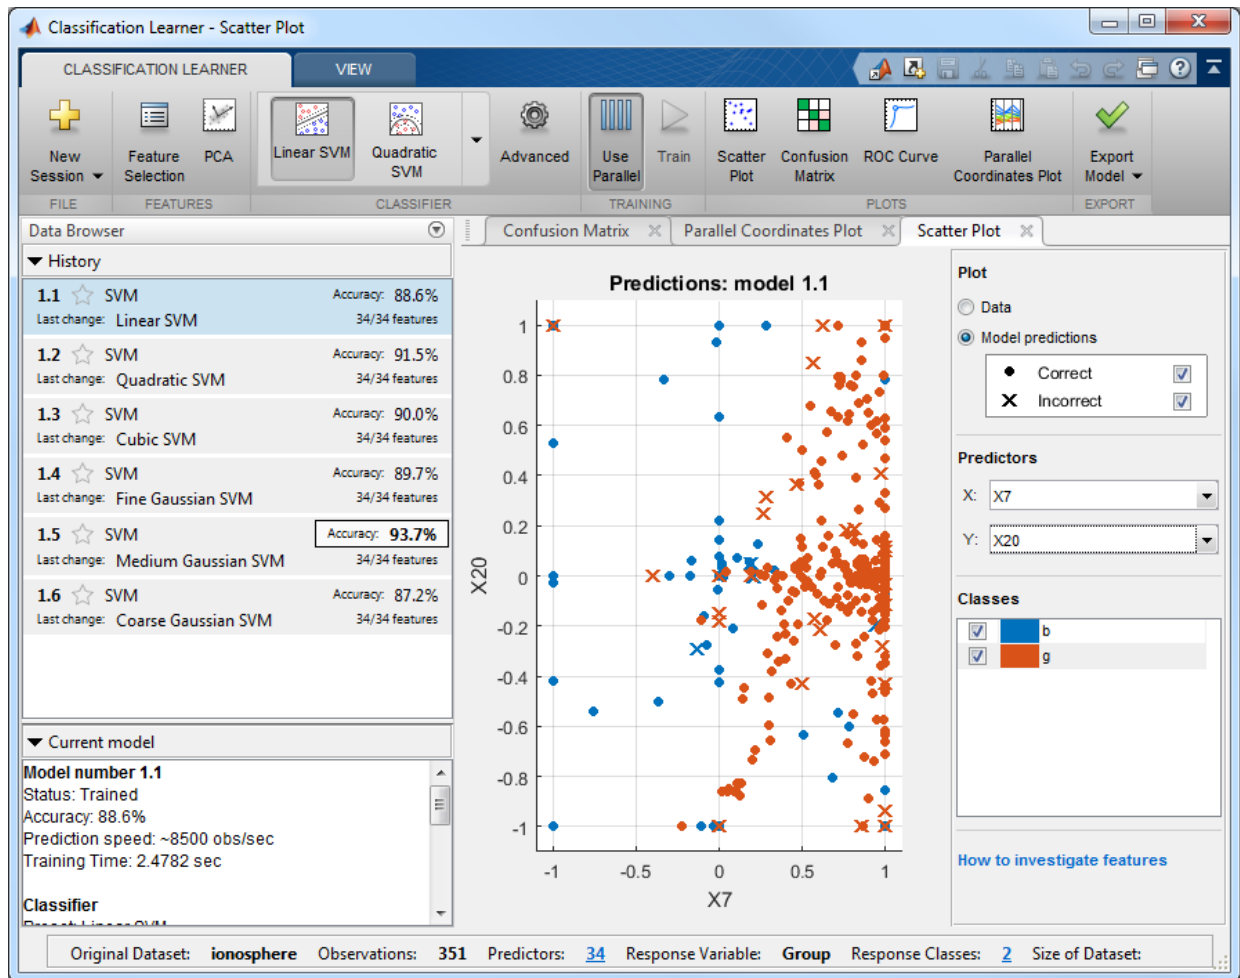 Classification Learner - Scatter Plot
CLASSIFICATION LEARNER VIEW
New Session
Feature Selection
PCA
Linear SVM
Quadratic SVM
Advanced
Use Parallel
Train
Scatter Plot
Confusion Matrix
ROC Curve
Parallel Coordinates Plot
Export Model
FILE FEATURES CLASSIFIER TRAINING PLOTS EXPORT
Data Browser
History
1.1 SVM Accuracy: 88.6%
Last change: Linear SVM 34/34 features
1.2 SVM Accuracy: 91.5%
Last change: Quadratic SVM 34/34 features
1.3 SVM Accuracy: 90.0%
Last change: Cubic SVM 34/34 features
1.4 SVM Accuracy: 89.7%
Last change: Fine Gaussian SVM 34/34 features
1.5 SVM Accuracy: 93.7%
Last change: Medium Gaussian SVM 34/34 features
1.6 SVM Accuracy: 87.2%
Last change: Coarse Gaussian SVM 34/34 features
Current model
Model number 1.1
Status: Trained
Accuracy: 88.6%
Prediction speed: ~8500 obs/sec
Training Time: 2.4782 sec
Classifier
Preset: Linear SVM
Confusion Matrix Parallel Coordinates Plot Scatter Plot
Predictions: model 1.1
1
0.8
0.6
0.4
0.2
0
-0.2
-0.4
-0.6
-0.8
-1
X20
-1 -0.5 0 0.5 1
X7
Plot
Data
Model predictions
Correct
Incorrect
Predictors
X: X7
Y: X20
Classes
b
g
How to investigate features
Original Dataset: ionosphere Observations: 351 Predictors: 34 Response Variable: Group Response Classes: 2 Size of Dataset: